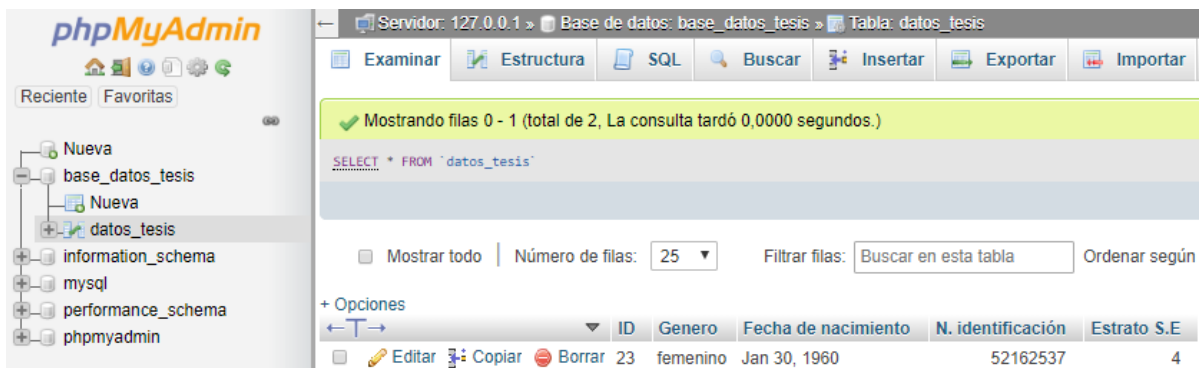 phpMyAdmin
Reciente Favoritas
Nueva
base_datos_tesis
Nueva
datos_tesis
information_schema
mysql
performance_schema
phpmyadmin
Servidor: 127.0.0.1 » Base de datos: base_datos_tesis » Tabla: datos_tesis
Examinar Estructura SQL Buscar Insertar Exportar Importar
Mostrando filas 0 - 1 (total de 2, La consulta tardó 0,0000 segundos.)
SELECT * FROM `datos_tesis`
Mostrar todo Número de filas: 25 Filtrar filas: Buscar en esta tabla Ordenar según
+ Opciones
ID Genero Fecha de nacimiento N. identificación Estrato S.E
Editar Copiar Borrar 23 femenino Jan 30, 1960 52162537 4